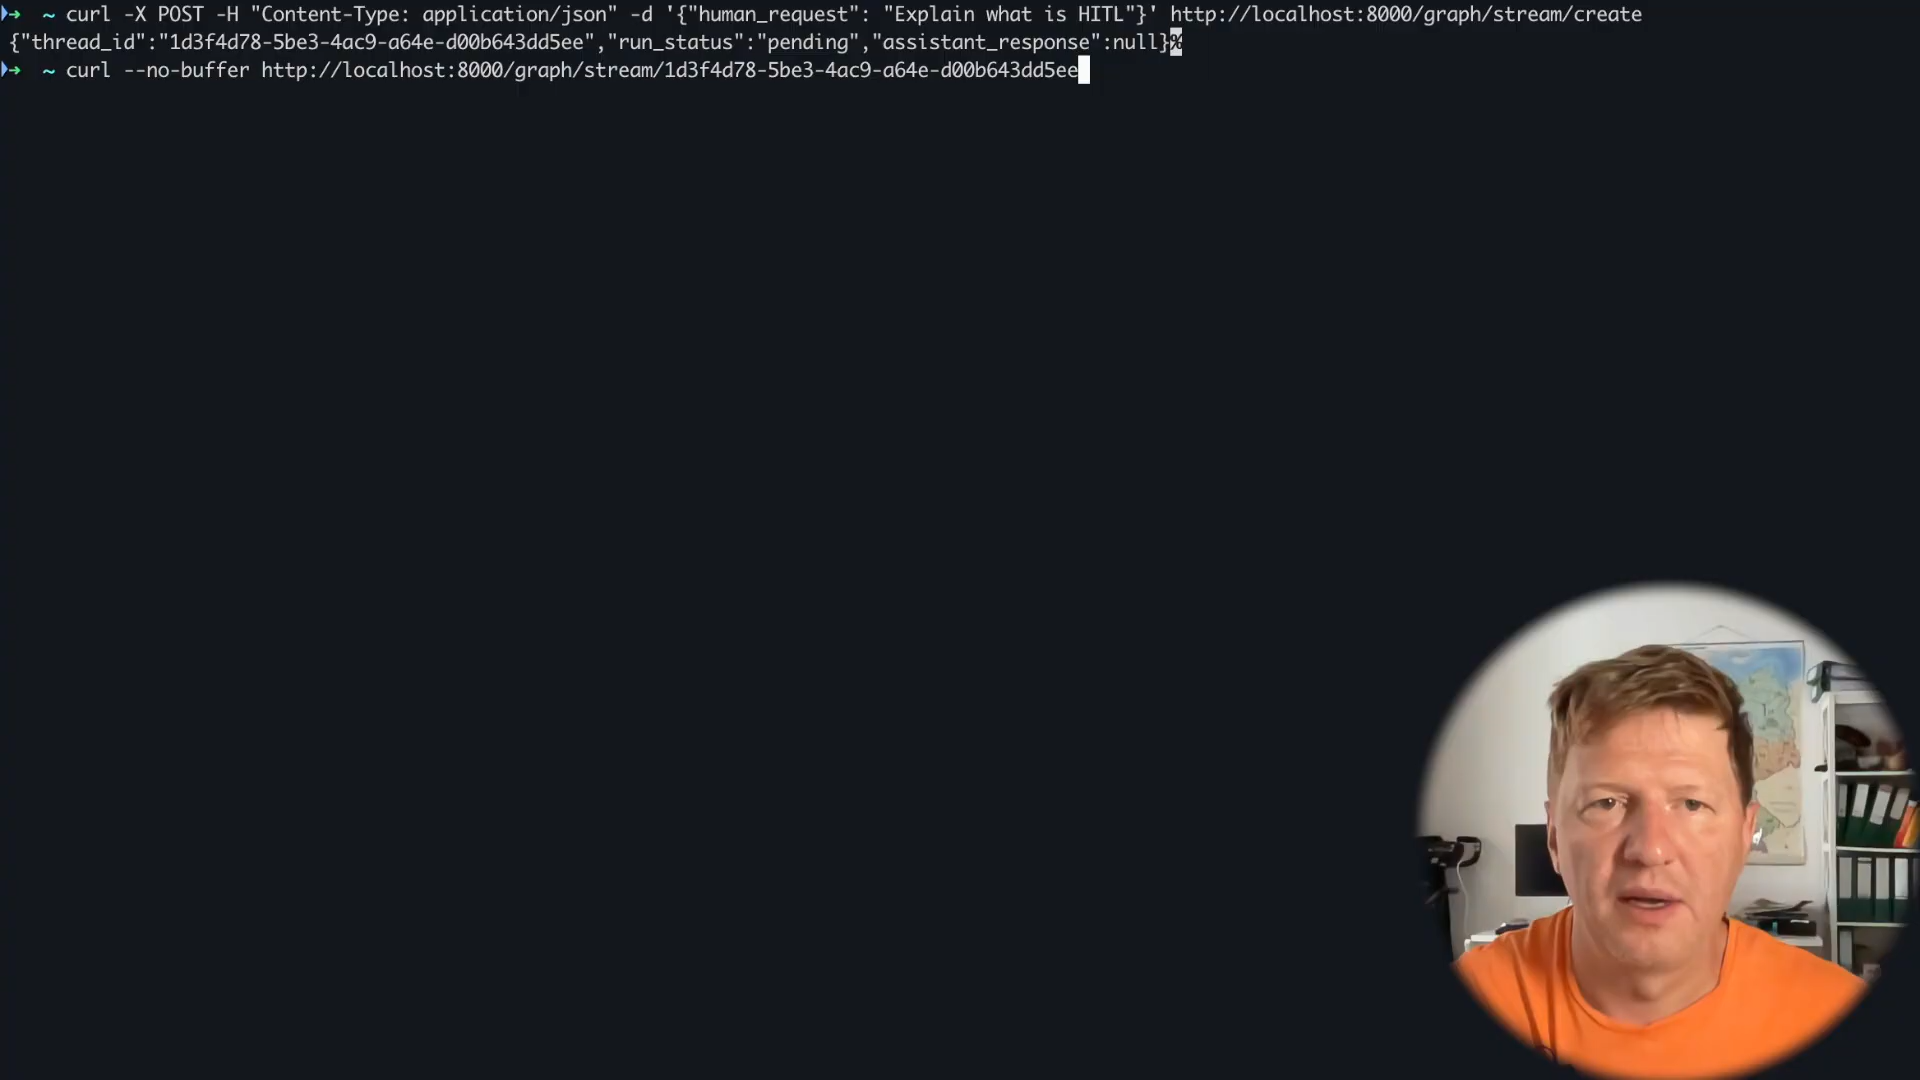 ➜ ~ curl -X POST -H "Content-Type: application/json" -d '{"human_request": "Explain what is HITL"}' http://localhost:8000/graph/stream/create
{"thread_id":"1d3f4d78-5be3-4ac9-a64e-d00b643dd5ee","run_status":"pending","assistant_response":null}%
➜ ~ curl --no-buffer http://localhost:8000/graph/stream/1d3f4d78-5be3-4ac9-a64e-d00b643dd5ee